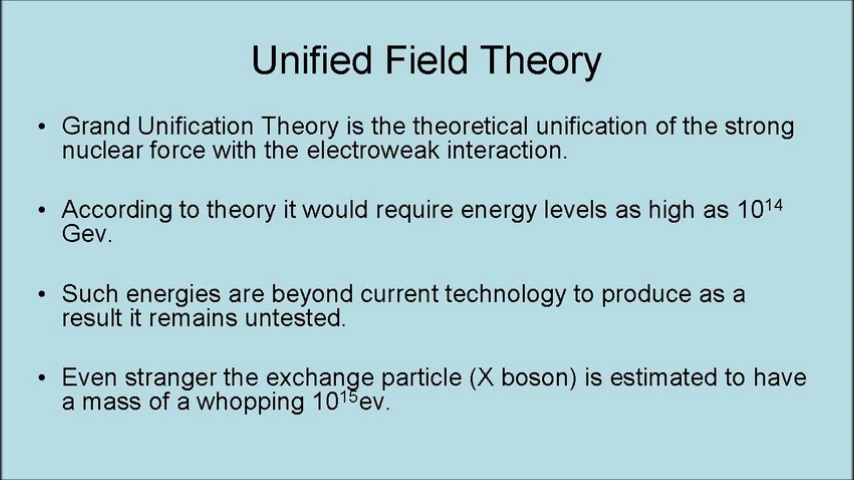 Unified Field Theory
• Grand Unification Theory is the theoretical unification of the strong
nuclear force with the electroweak interaction.
• According to theory it would require energy levels as high as 10¹⁴
Gev.
• Such energies are beyond current technology to produce as a
result it remains untested.
• Even stranger the exchange particle (X boson) is estimated to have
a mass of a whopping 10¹⁵ev.